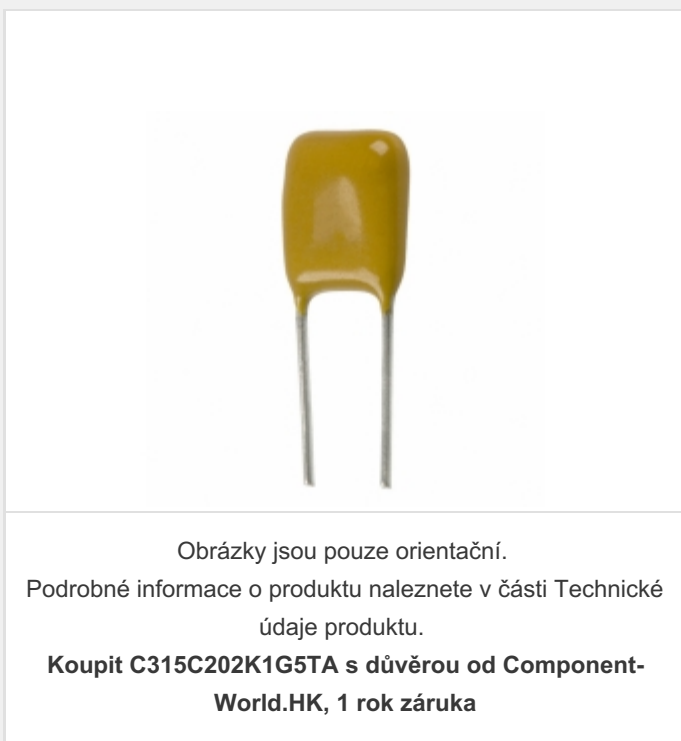 Obrázky jsou pouze orientační.
Podrobné informace o produktu naleznete v části Technické
údaje produktu.
Koupit C315C202K1G5TA s důvěrou od Component-
World.HK, 1 rok záruka